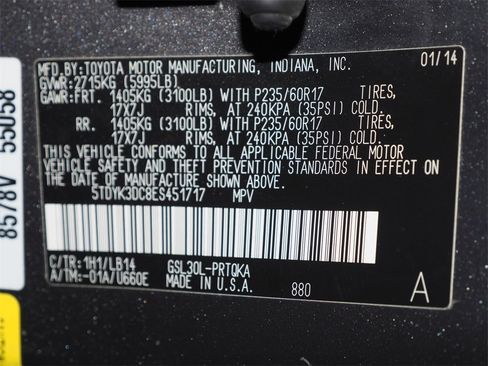 MFD. BY: TOYOTA MOTOR MANUFACTURING, INDIANA, INC. 01/14
GVWR: 2715KG (5995LB)
GAWR: FRT. 1405KG (3100LB) WITH P235/60R17 TIRES,
17X7J RIMS, AT 240KPA (35PSI) COLD.
RR. 1405KG (3100LB) WITH P235/60R17 TIRES,
17X7J RIMS, AT 240KPA (35PSI) COLD.
THIS VEHICLE CONFORMS TO ALL APPLICABLE FEDERAL MOTOR
VEHICLE SAFETY AND THEFT PREVENTION STANDARDS IN EFFECT ON
THE DATE OF MANUFACTURE SHOWN ABOVE.
5TDYK3DC8ES451717 MPV
C/TR: 1H1/LB14 GSL30L-PRTQKA
A/TM: -01A/U660E MADE IN U.S.A. 880 A
8578V 55058